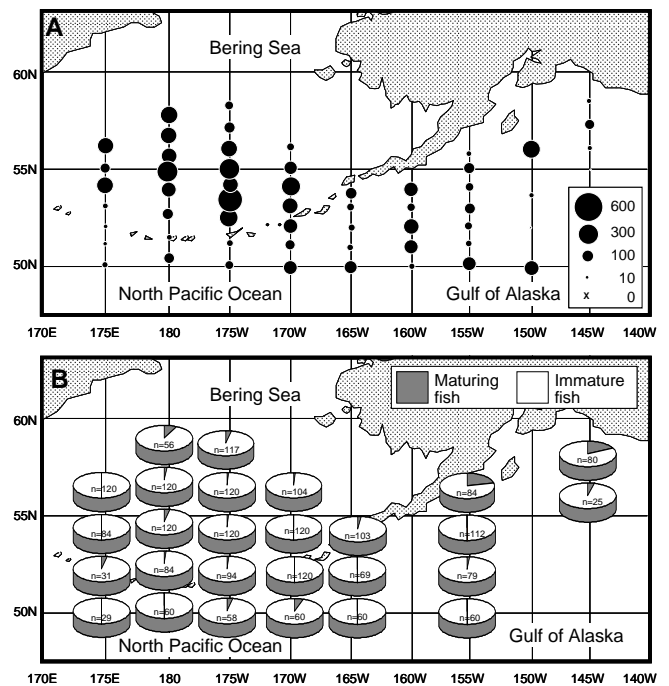 A
Bering Sea
60N
55N
50N
600
300
100
10
x 0
North Pacific Ocean
Gulf of Alaska
170E 175E 180 175W 170W 165W 160W 155W 150W 145W 140W
B
Maturing fish
Immature fish
Bering Sea
60N
n=56
n=117
n=80
n=120
n=120
n=120
n=104
n=84
n=25
55N
n=84
n=120
n=120
n=120
n=103
n=112
n=31
n=84
n=94
n=120
n=69
n=79
50N
n=29
n=60
n=58
n=60
n=60
n=60
North Pacific Ocean
Gulf of Alaska
170E 175E 180 175W 170W 165W 160W 155W 150W 145W 140W